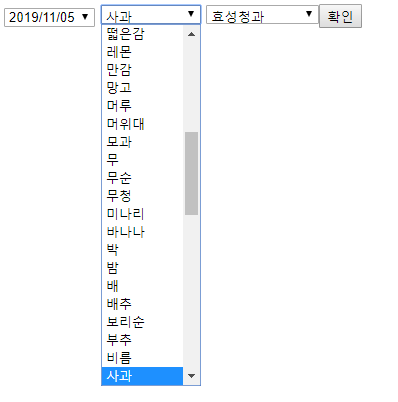 2019/11/05 사과 효성청과 확인
떫은감
레몬
만감
망고
머루
머위대
모과
무
무순
무청
미나리
바나나
박
밤
배
배추
보리순
부추
비름
사과